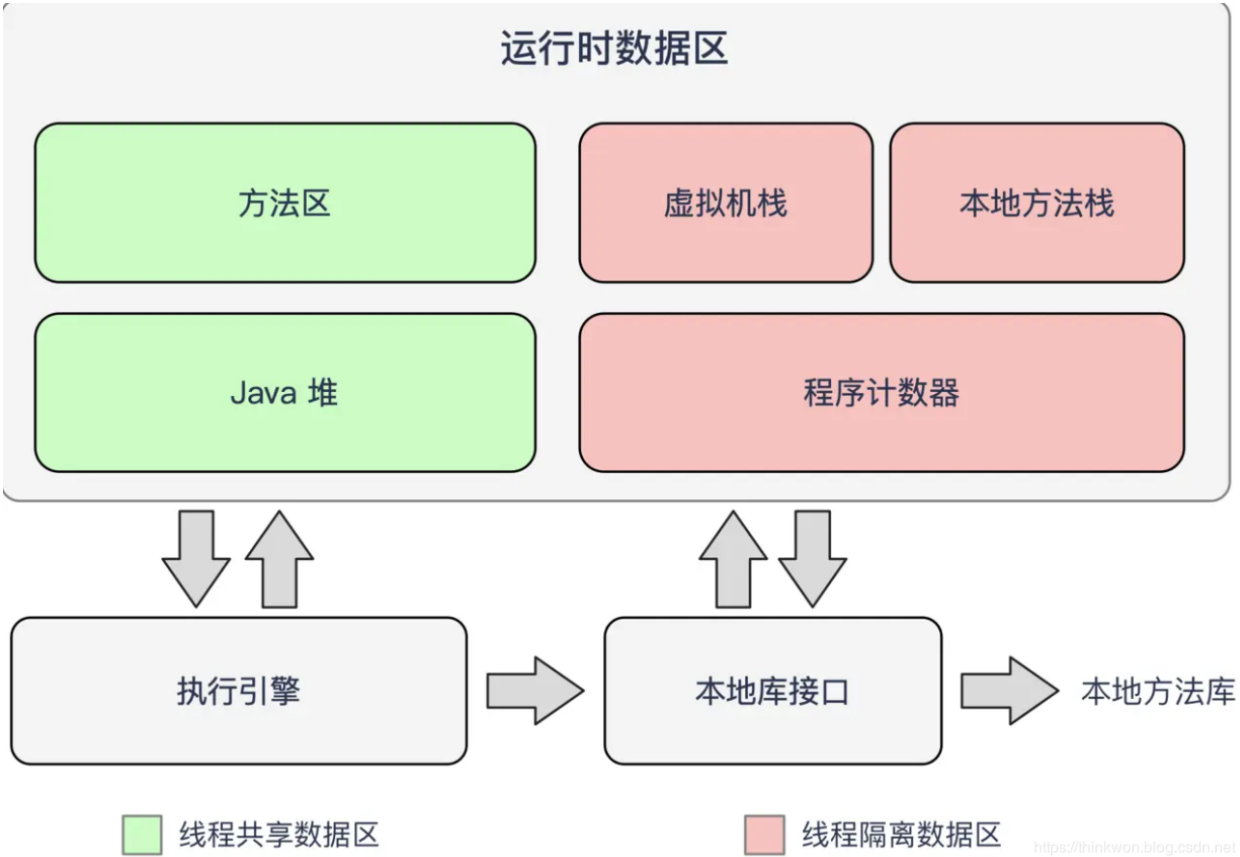 运行时数据区
方法区
虚拟机栈
本地方法栈
Java 堆
程序计数器
执行引擎
本地库接口
本地方法库
线程共享数据区
线程隔离数据区
https://thinkwon.blog.csdn.net